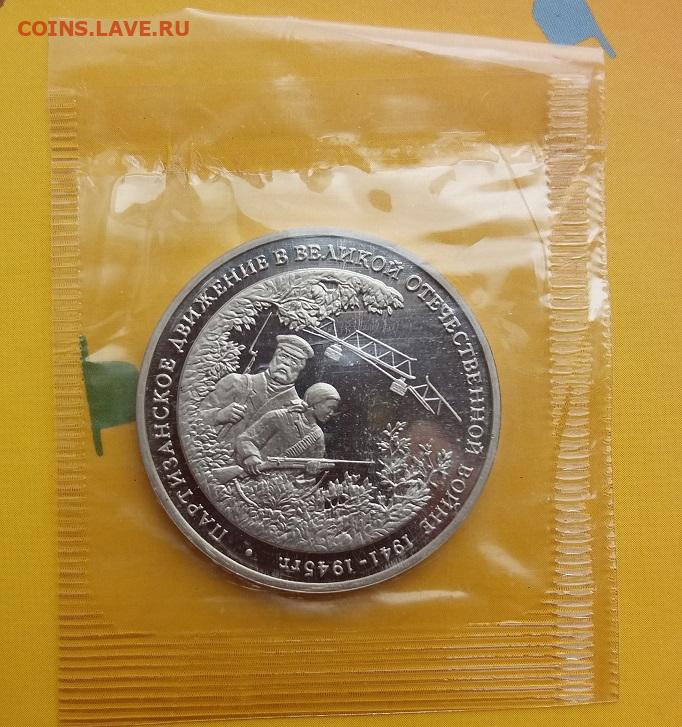 COINS.LAVE.RU
ПАРТИЗАНСКОЕ ДВИЖЕНИЕ В ВЕЛИКОЙ ОТЕЧЕСТВЕННОЙ ВОЙНЕ 1941-1945гг. •